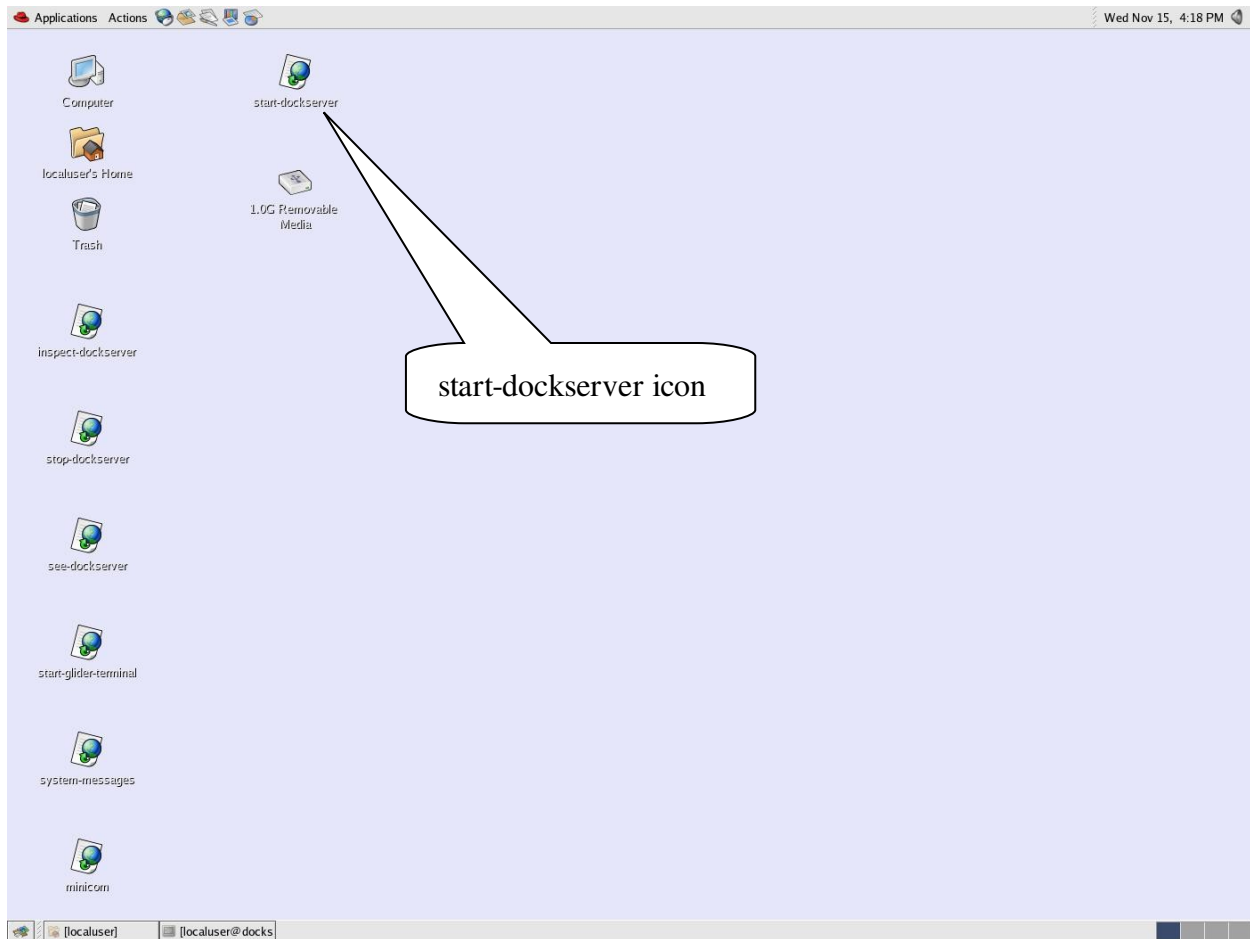 Applications Actions
Wed Nov 15, 4:18 PM
Computer
start-dockserver
localuser's Home
1.0G Removable
Media
Trash
inspect-dockserver
start-dockserver icon
stop-dockserver
see-dockserver
start-glider-terminal
system-messages
minicom
[localuser]
[localuser@docks